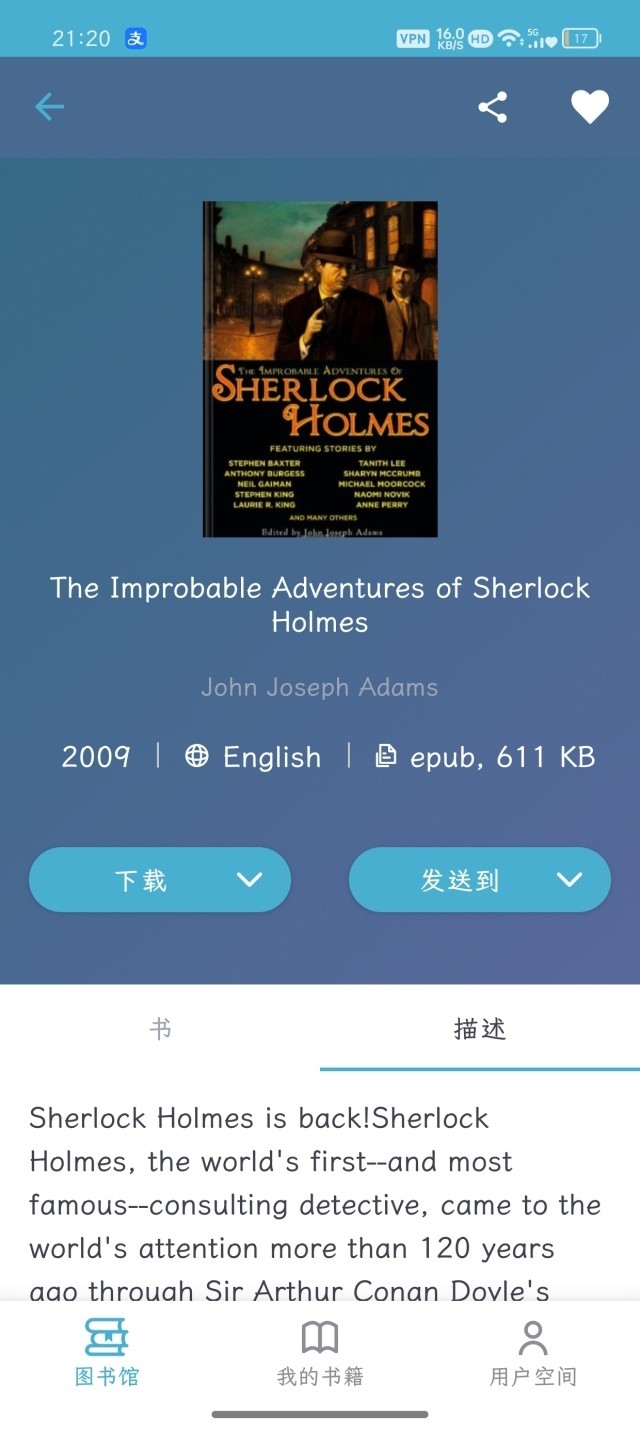 21:20
支
VPN 16.0 KB/S HD 5G 17
THE IMPROBABLE ADVENTURES OF
SHERLOCK
HOLMES
FEATURING STORIES BY
STEPHEN BAXTER TANITH LEE
ANTHONY BURGESS SHARYN MCCRUMB
NEIL GAIMAN MICHAEL MOORCOCK
STEPHEN KING NAOMI NOVIK
LAURIE R. KING ANNE PERRY
AND MANY OTHERS
Edited by John Joseph Adams
The Improbable Adventures of Sherlock
Holmes
John Joseph Adams
2009 | English | epub, 611 KB
下载 发送到
书 描述
Sherlock Holmes is back!Sherlock
Holmes, the world's first--and most
famous--consulting detective, came to the
world's attention more than 120 years
ago through Sir Arthur Conan Doyle's
图书馆 我的书籍 用户空间